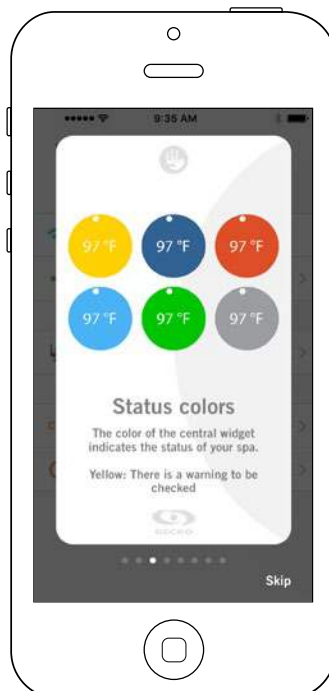 9:35 AM
97 °F 97 °F 97 °F
97 °F 97 °F 97 °F
Status colors
The color of the central widget
indicates the status of your spa.
Yellow: There is a warning to be
checked
GECKO
Skip